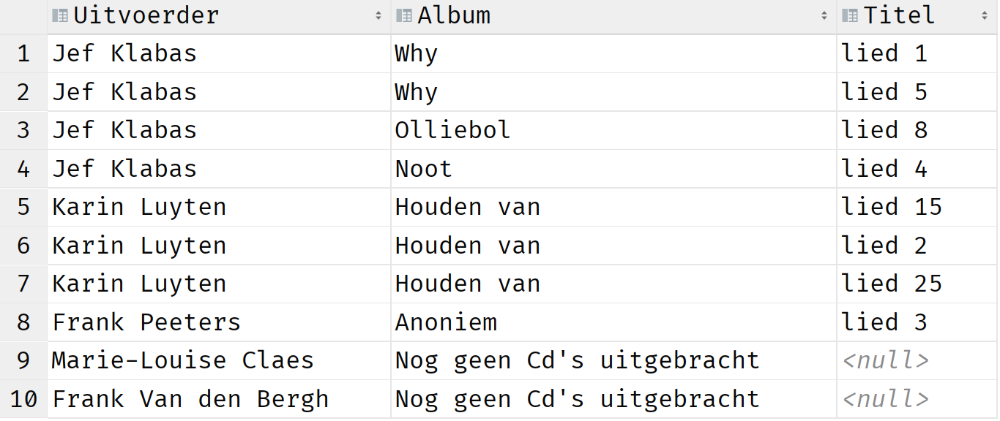 Uitvoerder Album Titel
1 Jef Klabas Why lied 1
2 Jef Klabas Why lied 5
3 Jef Klabas Olliebol lied 8
4 Jef Klabas Noot lied 4
5 Karin Luyten Houden van lied 15
6 Karin Luyten Houden van lied 2
7 Karin Luyten Houden van lied 25
8 Frank Peeters Anoniem lied 3
9 Marie-Louise Claes Nog geen Cd's uitgebracht <null>
10 Frank Van den Bergh Nog geen Cd's uitgebracht <null>